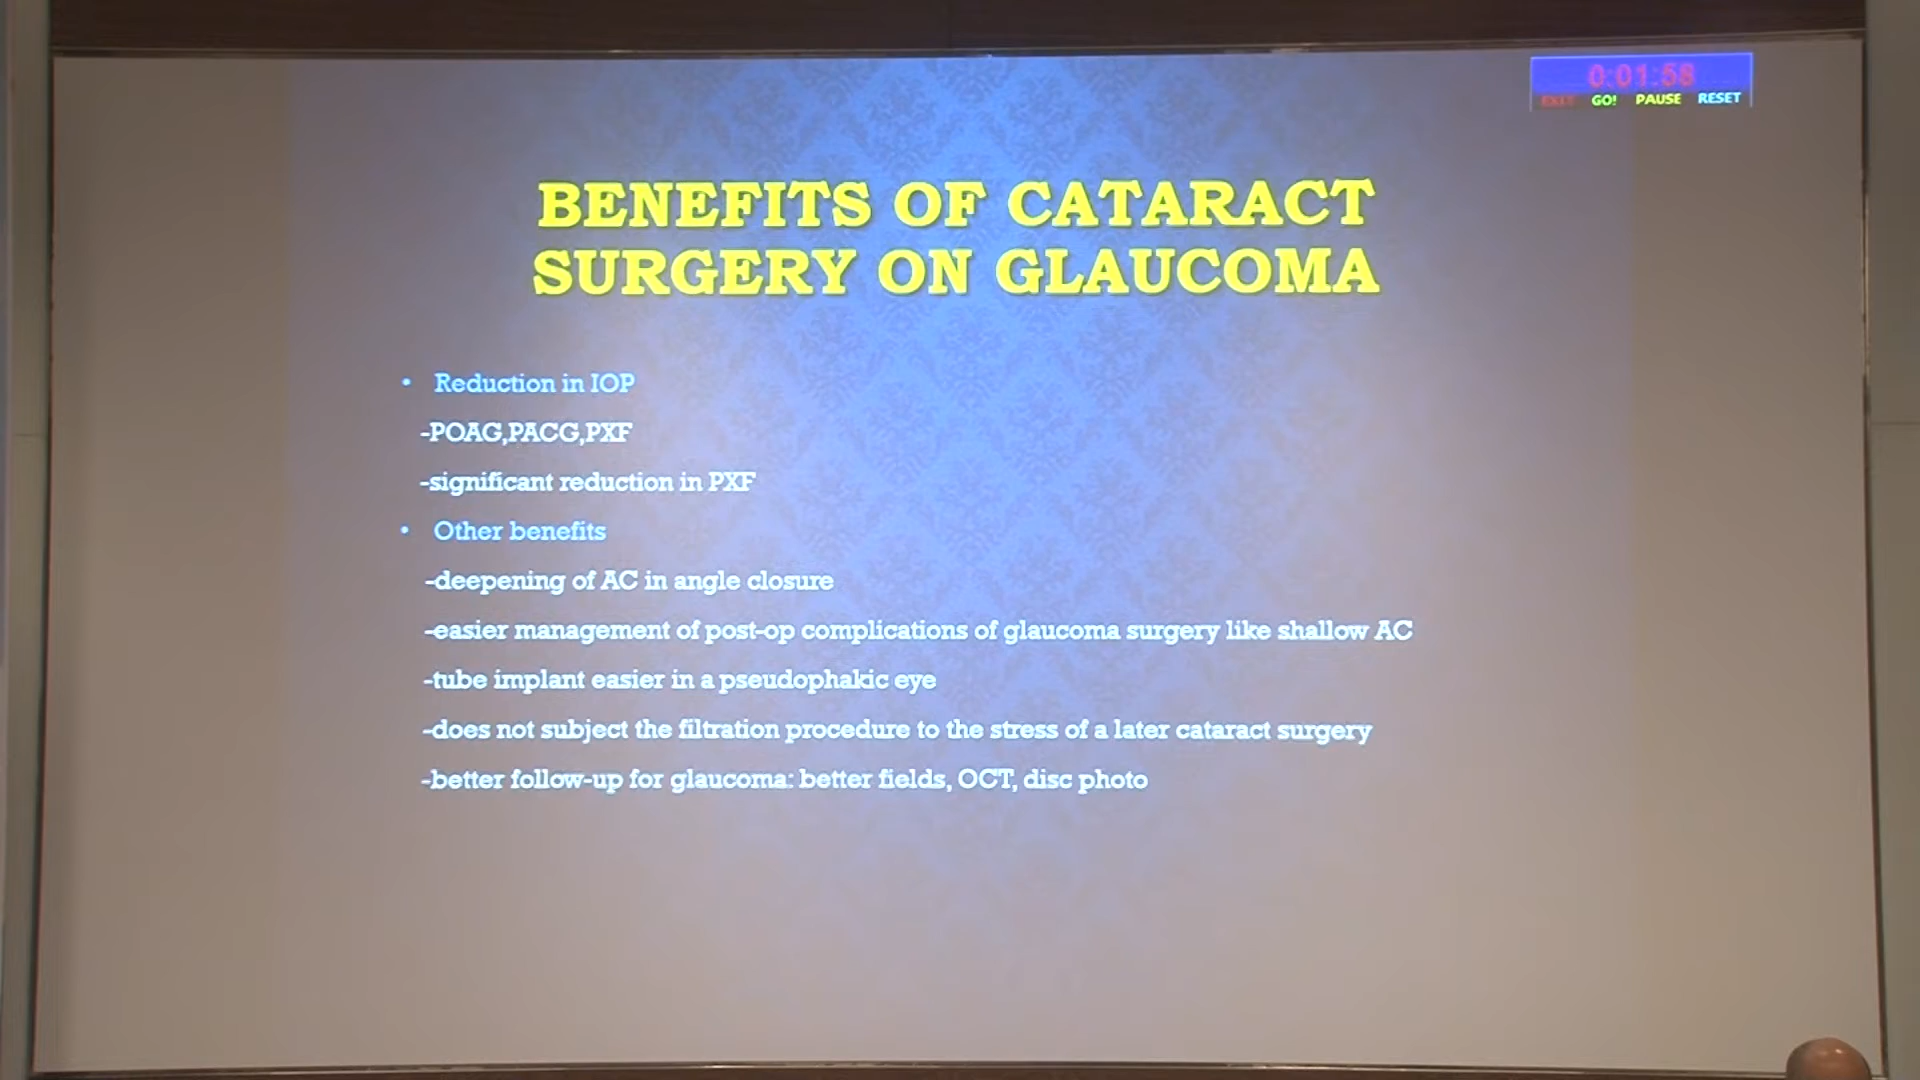 0:01:58
EXIT GO! PAUSE RESET
BENEFITS OF CATARACT
SURGERY ON GLAUCOMA
• Reduction in IOP
-POAG,PACG,PXF
-significant reduction in PXF
• Other benefits
-deepening of AC in angle closure
-easier management of post-op complications of glaucoma surgery like shallow AC
-tube implant easier in a pseudophakic eye
-does not subject the filtration procedure to the stress of a later cataract surgery
-better follow-up for glaucoma: better fields, OCT, disc photo